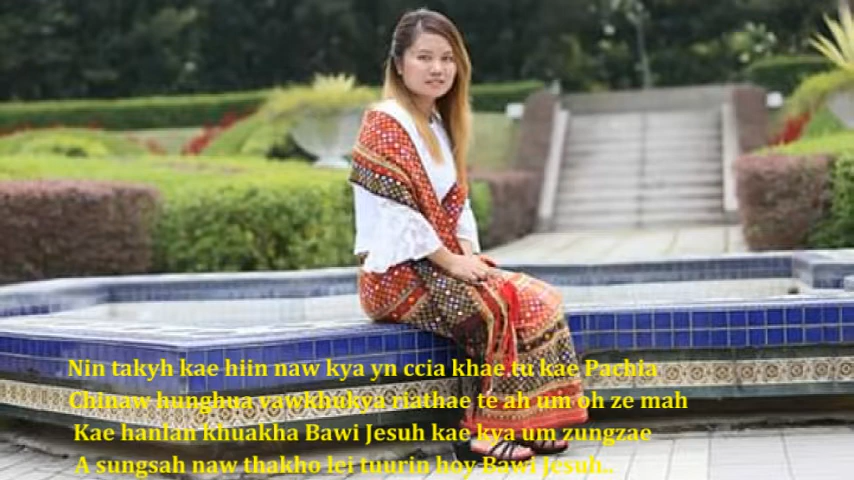 Nin takyh kae hiin naw kya yn ccia khae tu kae Pachia
Chinaw hungbua vawkhukya riathae te ah um oh ze mah
Kae hanlan khuakha Bawi Jesuh kae kya um zungzae
A sungsah naw thakho lei tuurin hoy Bawi Jesuh..